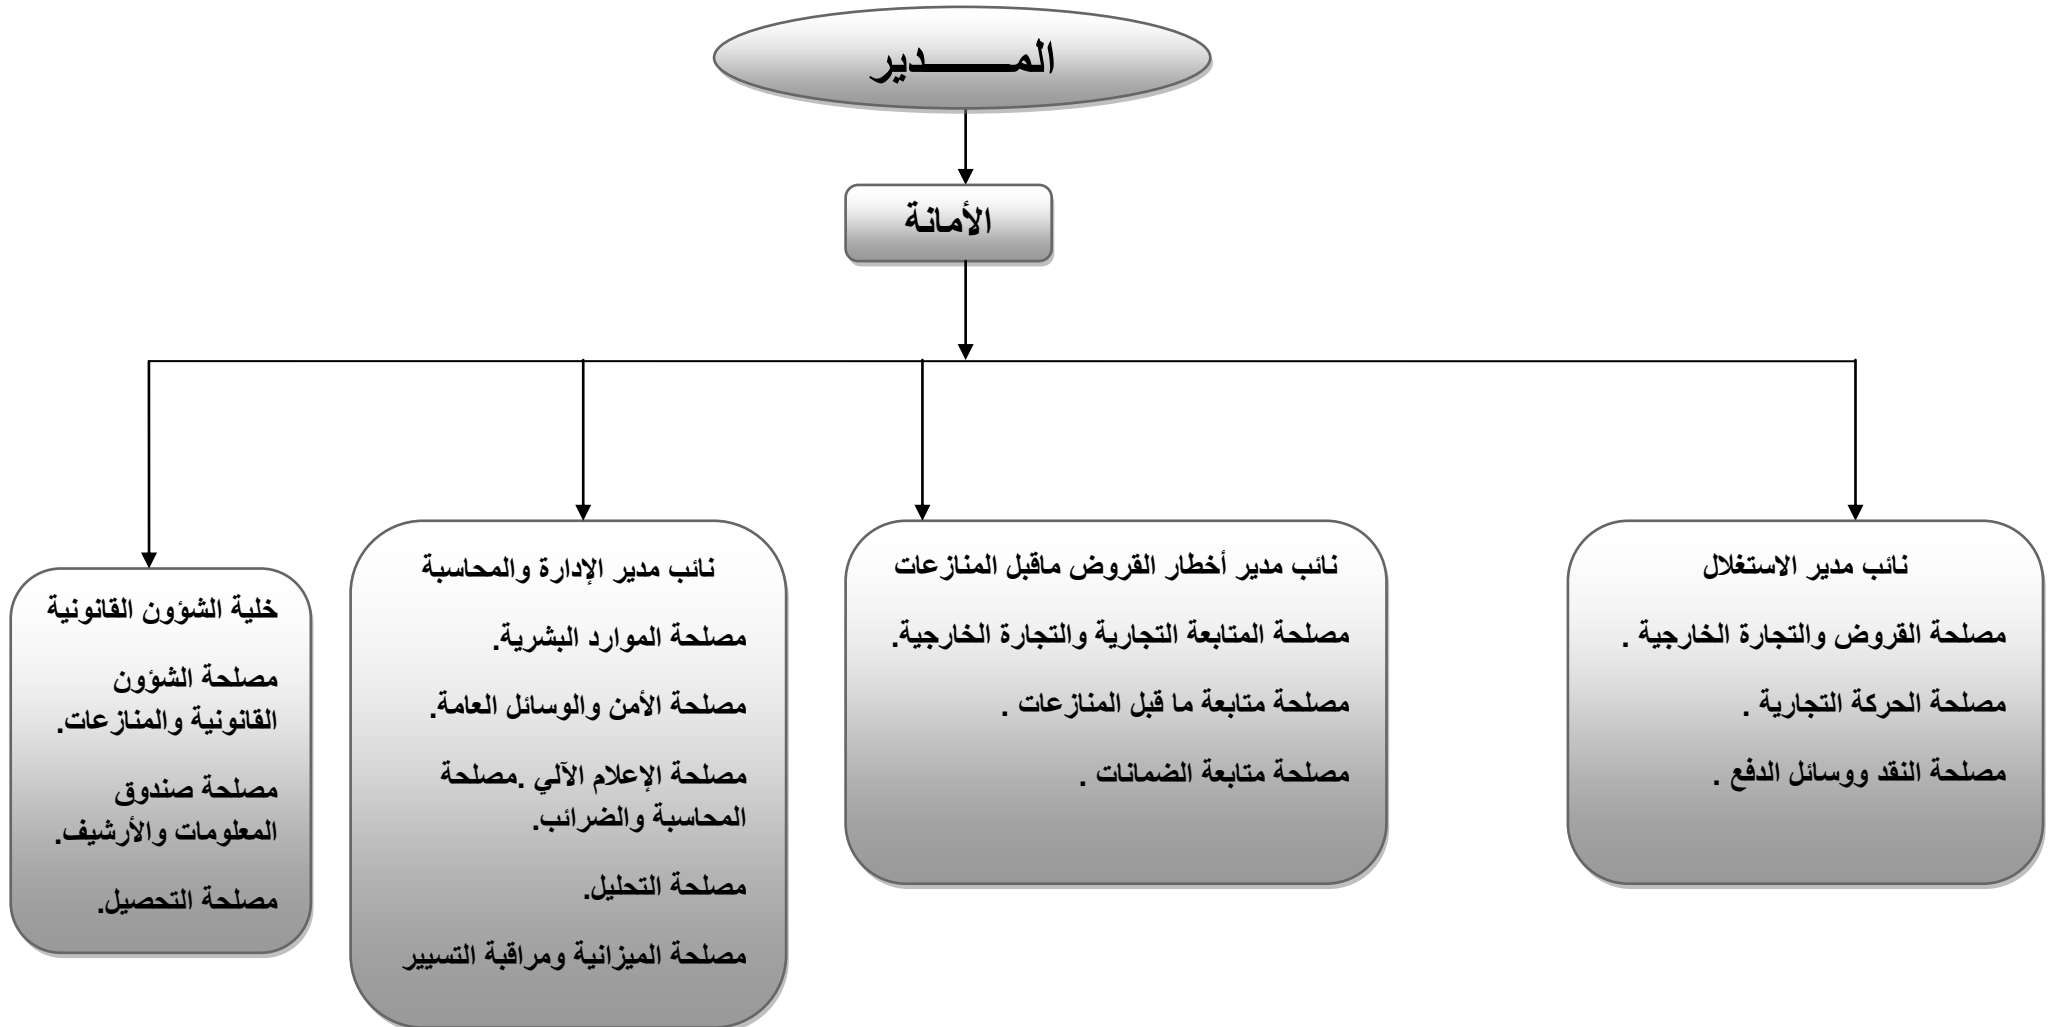 المـــــــدير
الأمانة
نائب مدير الاستغلال
مصلحة القروض والتجارة الخارجية .
مصلحة الحركة التجارية .
مصلحة النقد ووسائل الدفع .
نائب مدير أخطار القروض ماقبل المنازعات
مصلحة المتابعة التجارية والتجارة الخارجية.
مصلحة متابعة ما قبل المنازعات .
مصلحة متابعة الضمانات .
نائب مدير الإدارة والمحاسبة
مصلحة الموارد البشرية.
مصلحة الأمن والوسائل العامة.
مصلحة الإعلام الآلي .مصلحة
المحاسبة والضرائب.
مصلحة التحليل.
مصلحة الميزانية ومراقبة التسيير
خلية الشؤون القانونية
مصلحة الشؤون
القانونية والمنازعات.
مصلحة صندوق
المعلومات والأرشيف.
مصلحة التحصيل.